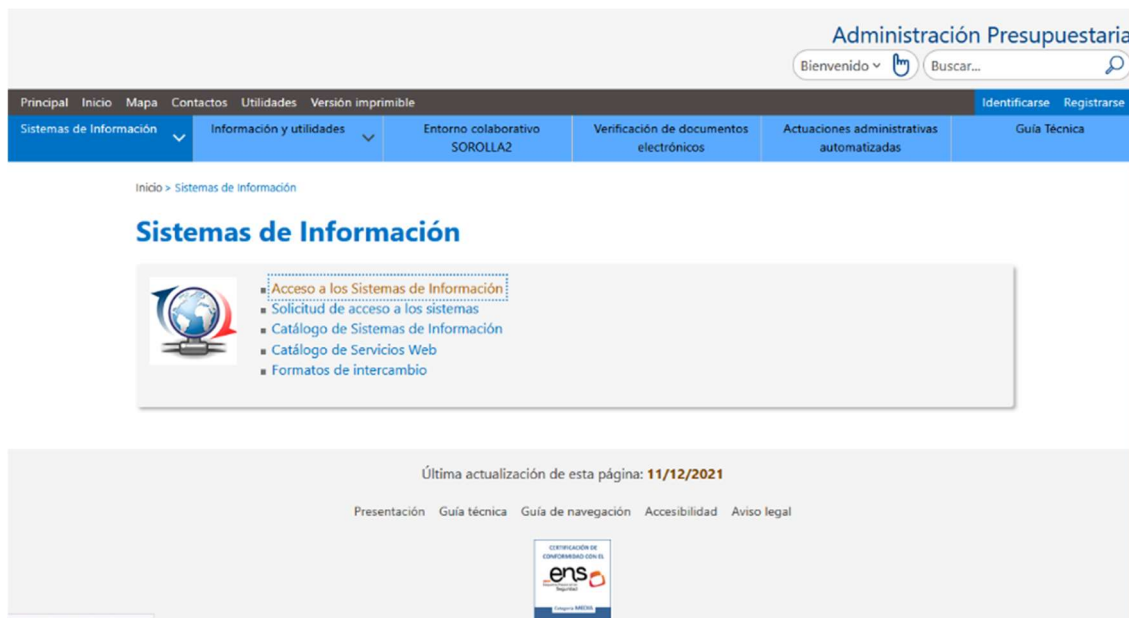 Administración Presupuestaria
Bienvenido
Buscar...
Principal Inicio Mapa Contactos Utilidades Versión imprimible Identificarse Registrarse
Sistemas de Información
Información y utilidades
Entorno colaborativo
SOROLLA2
Verificación de documentos
electrónicos
Actuaciones administrativas
automatizadas
Guía Técnica
Inicio > Sistemas de Información
Sistemas de Información
Acceso a los Sistemas de Información
Solicitud de acceso a los sistemas
Catálogo de Sistemas de Información
Catálogo de Servicios Web
Formatos de intercambio
Última actualización de esta página: 11/12/2021
Presentación Guía técnica Guía de navegación Accesibilidad Aviso legal
CERTIFICACIÓN DE
CONFORMIDAD CON EL
ens
Seguridad
Categoría MEDIA